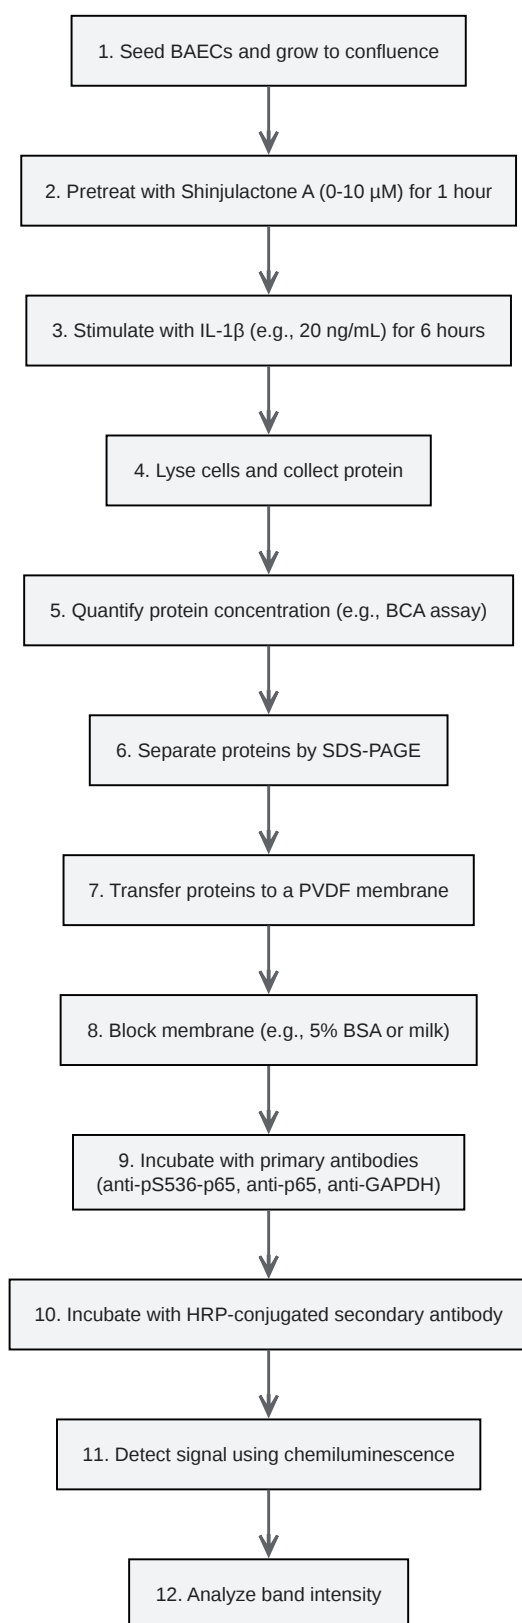 1. Seed BAECs and grow to confluence
2. Pretreat with Shinjulactone A (0-10 µM) for 1 hour
3. Stimulate with IL-1β (e.g., 20 ng/mL) for 6 hours
4. Lyse cells and collect protein
5. Quantify protein concentration (e.g., BCA assay)
6. Separate proteins by SDS-PAGE
7. Transfer proteins to a PVDF membrane
8. Block membrane (e.g., 5% BSA or milk)
9. Incubate with primary antibodies
(anti-pS536-p65, anti-p65, anti-GAPDH)
10. Incubate with HRP-conjugated secondary antibody
11. Detect signal using chemiluminescence
12. Analyze band intensity